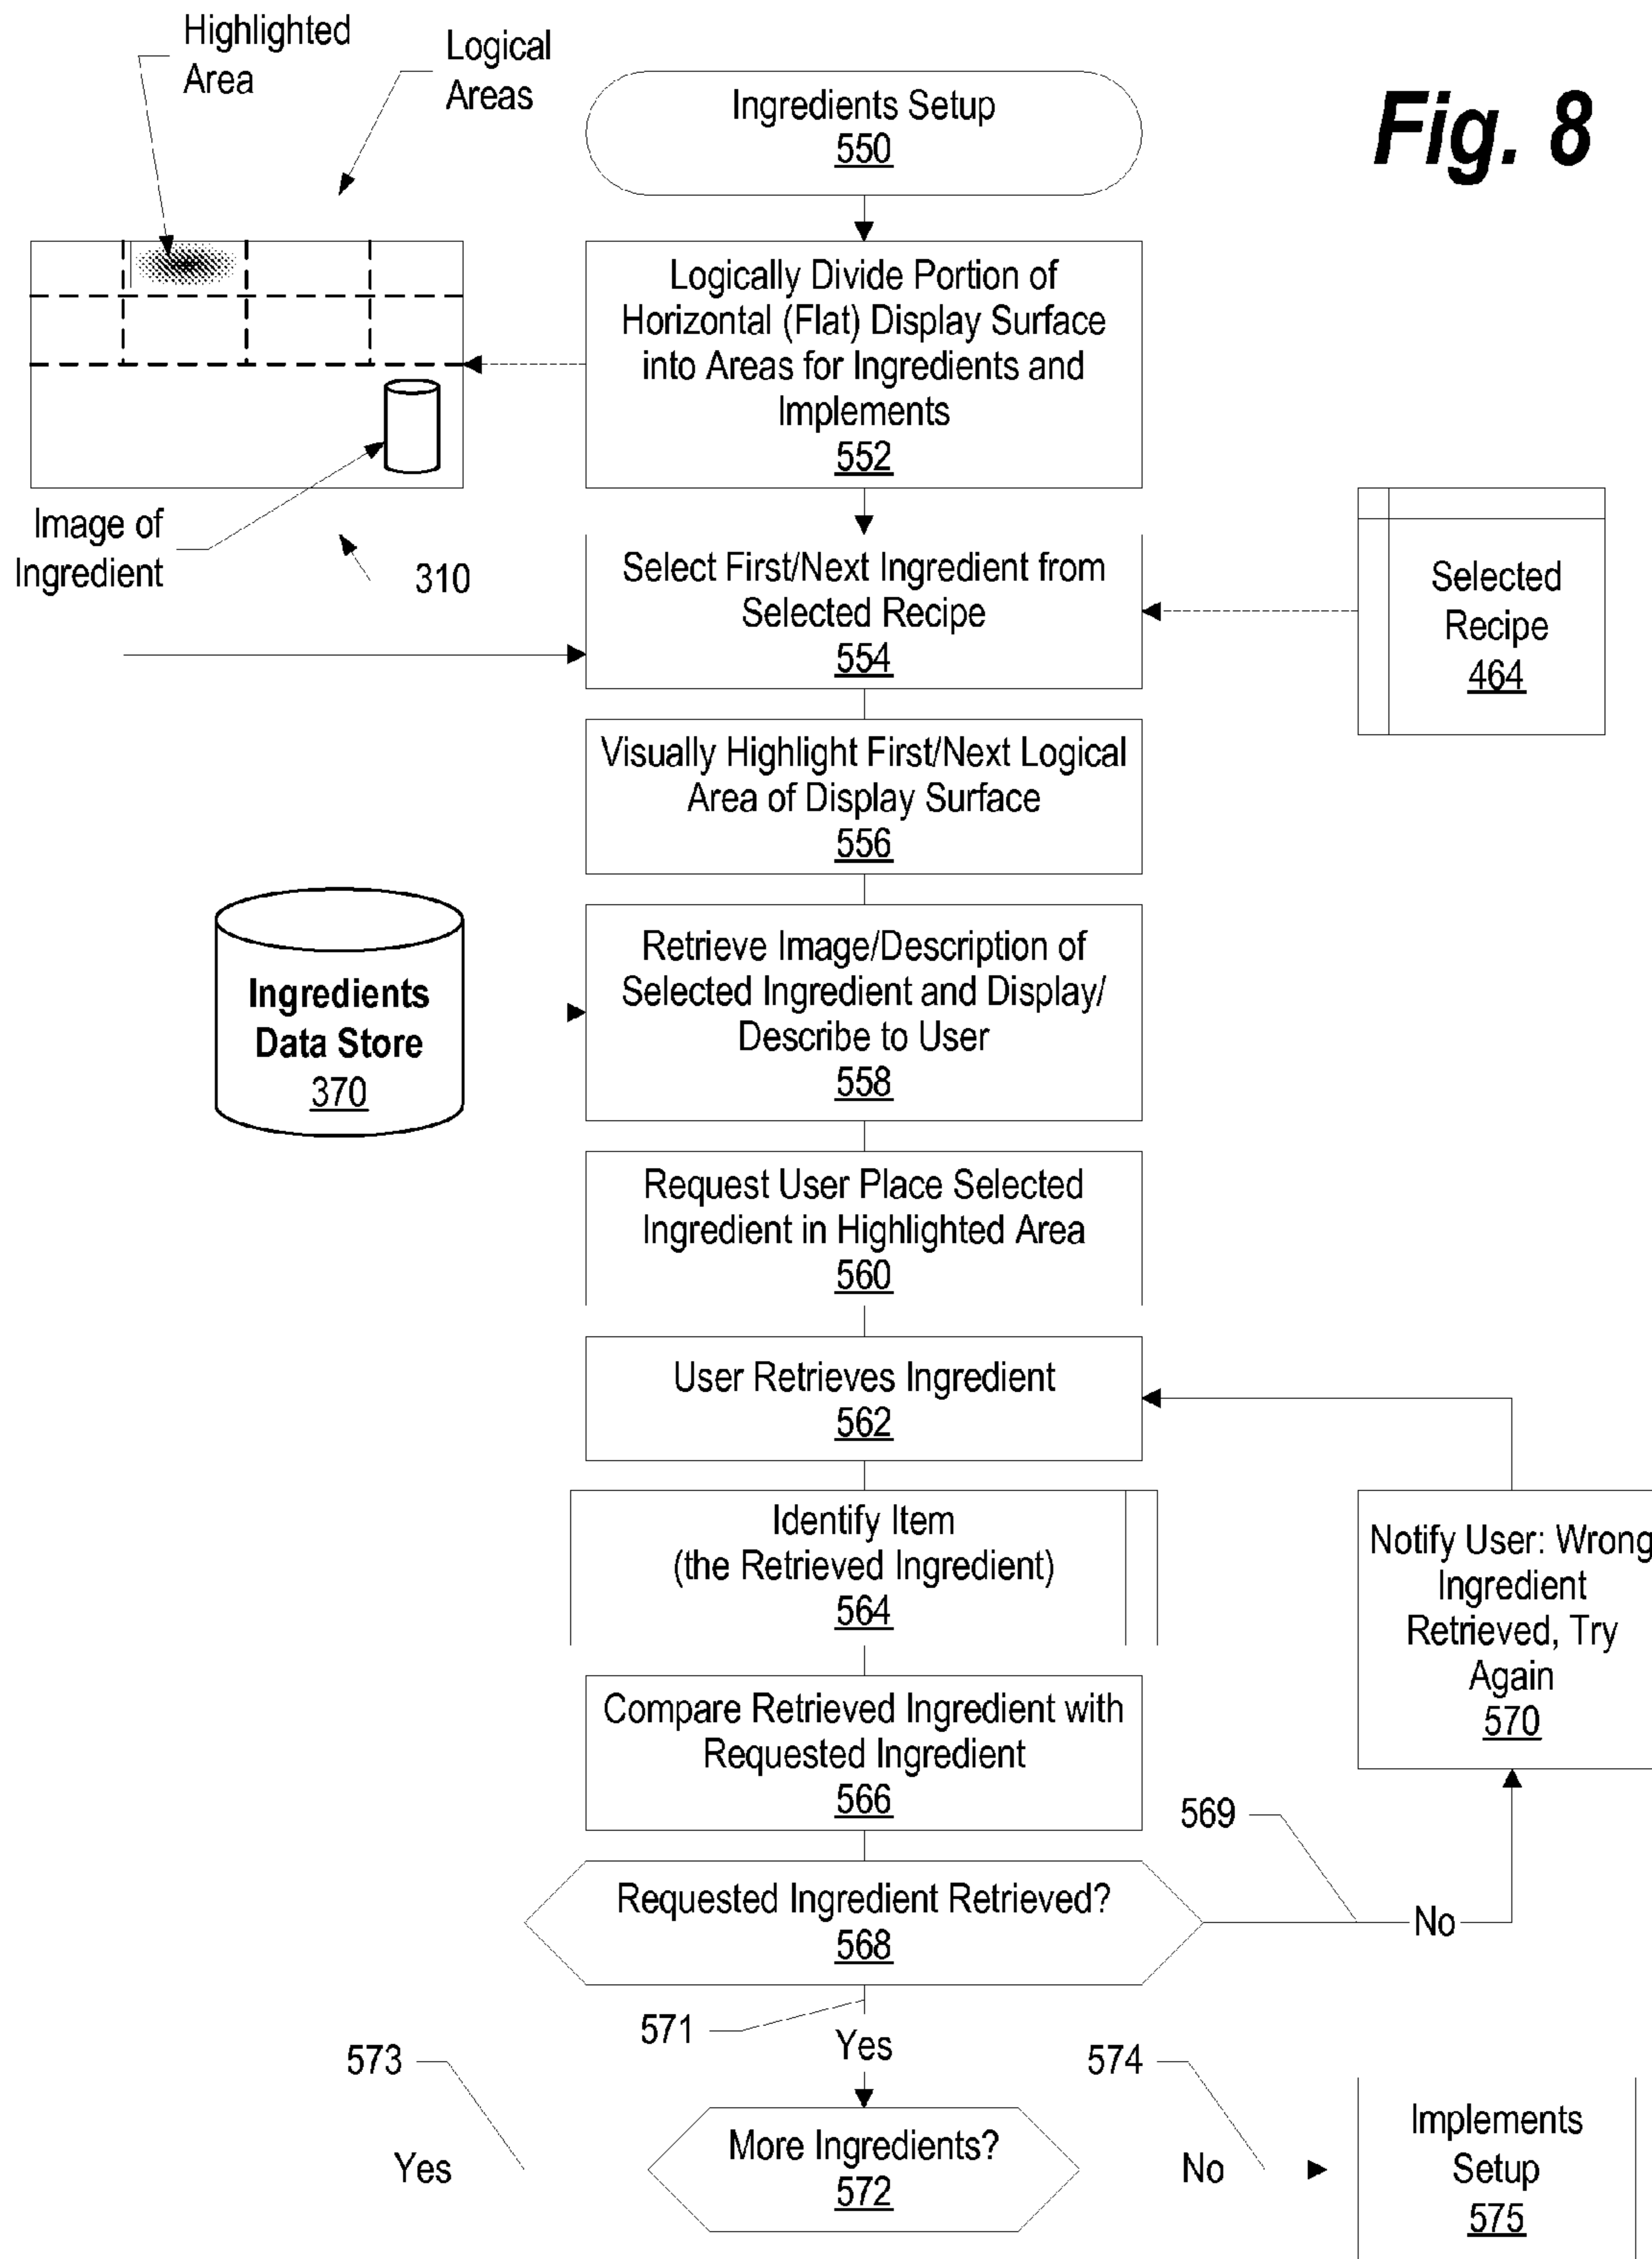 Fig. 8
Highlighted
Area
Logical
Areas
Ingredients Setup
550
Logically Divide Portion of
Horizontal (Flat) Display Surface
into Areas for Ingredients and
Implements
552
Image of
Ingredient
310
Select First/Next Ingredient from
Selected Recipe
554
Selected
Recipe
464
Visually Highlight First/Next Logical
Area of Display Surface
556
Ingredients
Data Store
370
Retrieve Image/Description of
Selected Ingredient and Display/
Describe to User
558
Request User Place Selected
Ingredient in Highlighted Area
560
User Retrieves Ingredient
562
Identify Item
(the Retrieved Ingredient)
564
Notify User: Wrong
Ingredient
Retrieved, Try
Again
570
Compare Retrieved Ingredient with
Requested Ingredient
566
569
Requested Ingredient Retrieved?
568
No
571
Yes
573
Yes
More Ingredients?
572
574
No
Implements
Setup
575